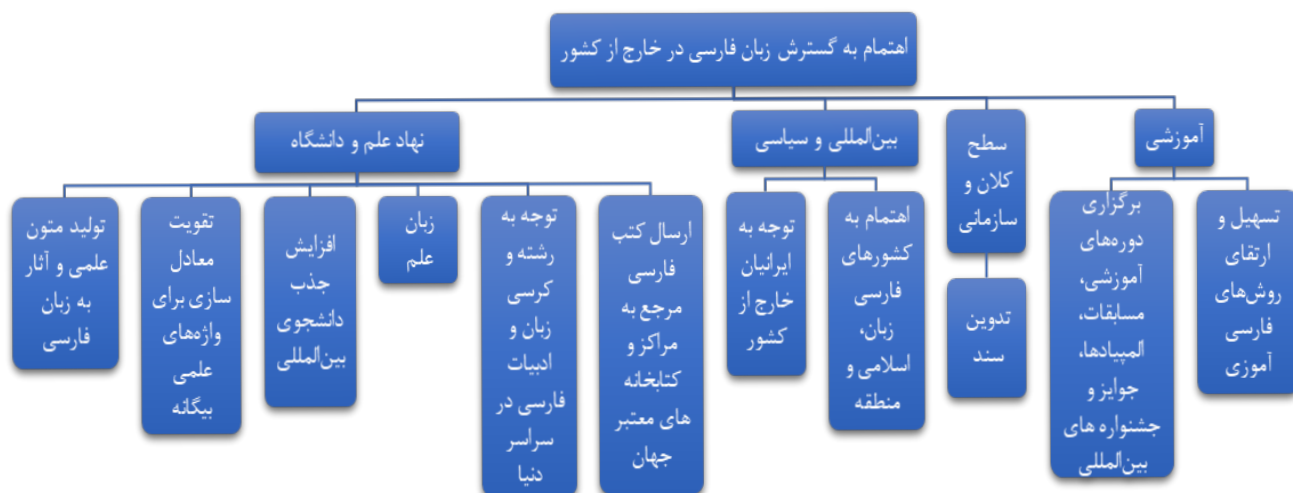 اهتمام به گسترش زبان فارسی در خارج از کشور
آموزشی
سطح
کلان و
سازمانی
بین‌المللی و سیاسی
نهاد علم و دانشگاه
تسهیل و
ارتقای
روش‌های
فارسی
آموزی
برگزاری
دوره‌های
آموزشی،
مسابقات،
المپیادها،
جوایز و
جشنواره های
بین‌المللی
تدوین
سند
اهتمام به
کشورهای
فارسی
زبان،
اسلامی و
منطقه
توجه به
ایرانیان
خارج از
کشور
ارسال کتب
فارسی
مرجع به
مراکز و
کتابخانه
های معتبر
جهان
توجه به
رشته و
کرسی
زبان و
ادبیات
فارسی در
سراسر
دنیا
زبان
علم
افزایش
جذب
دانشجوی
بین‌المللی
تقویت
معادل
سازی برای
واژه‌های
علمی
بیگانه
تولید متون
علمی و آثار
به زبان
فارسی